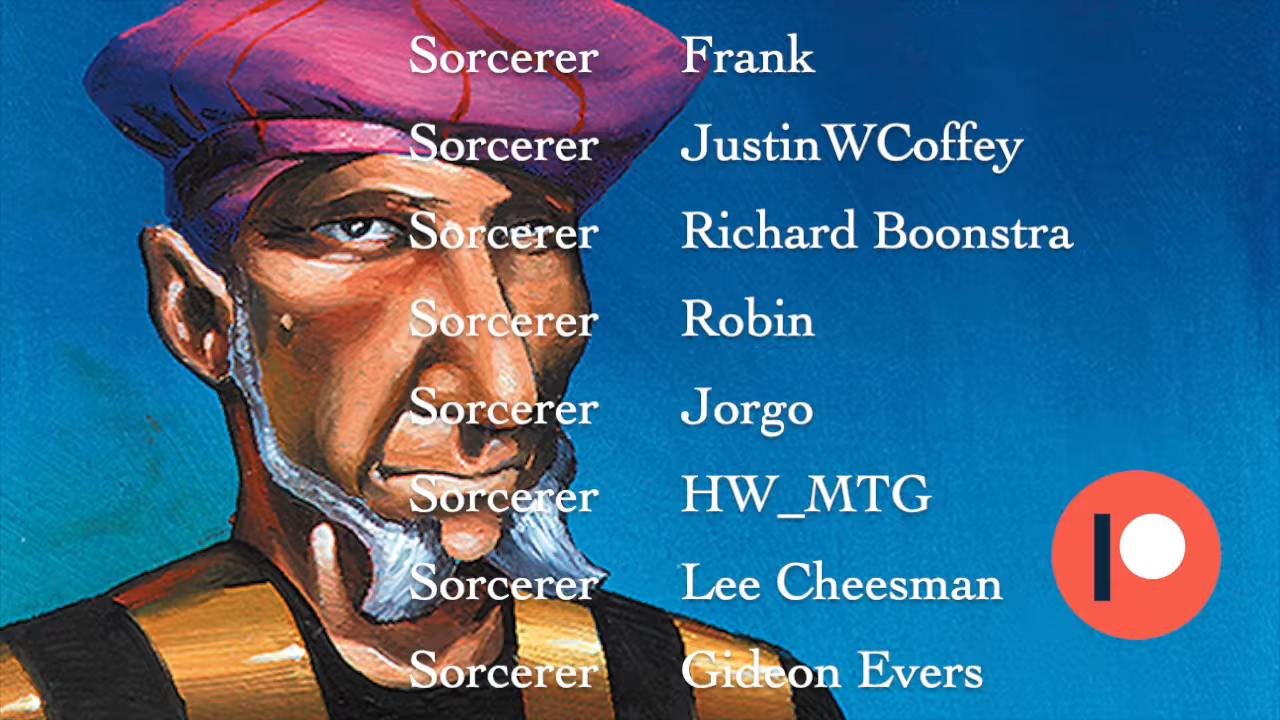 Sorcerer Frank
Sorcerer JustinWCoffey
Sorcerer Richard Boonstra
Sorcerer Robin
Sorcerer Jorgo
Sorcerer HW_MTG
Sorcerer Lee Cheesman
Sorcerer Gideon Evers